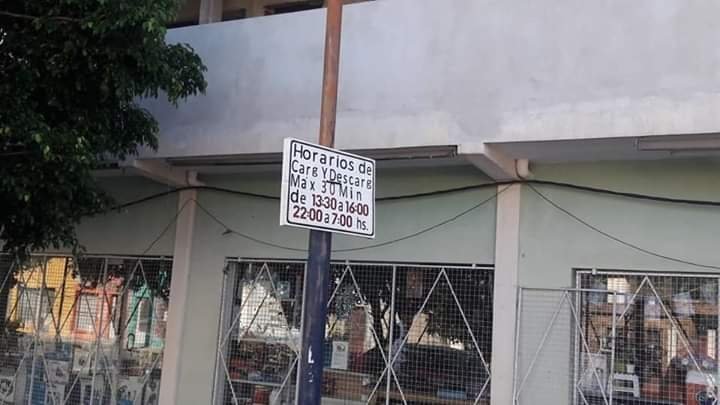 Horarios de
Carg Y Descarg
Max 30 Min
de 13:30 a 16:00
22:00 a 7:00 hs.